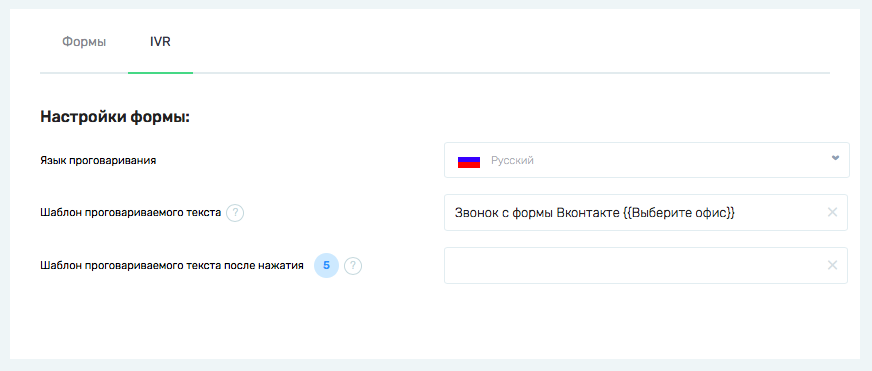 Формы IVR
Настройки формы:
Язык проговаривания Русский
Шаблон проговариваемого текста ? Звонок с формы Вконтакте {{Выберите офис}}
Шаблон проговариваемого текста после нажатия 5 ?